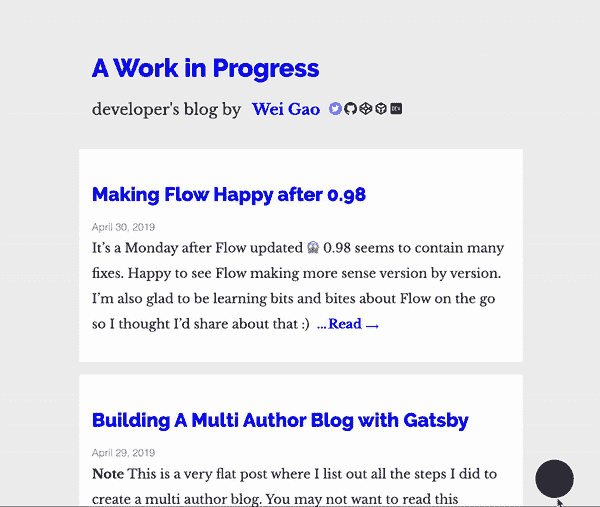 A Work in Progress
developer's blog by Wei Gao
DEV
Making Flow Happy after 0.98
April 30, 2019
It's a Monday after Flow updated 😱 0.98 seems to contain many
fixes. Happy to see Flow making more sense version by version.
I'm also glad to be learning bits and bites about Flow on the go
so I thought I'd share about that :) ...Read →
Building A Multi Author Blog with Gatsby
April 29, 2019
Note This is a very flat post where I list out all the steps I did to
create a multi author blog. You may not want to read this